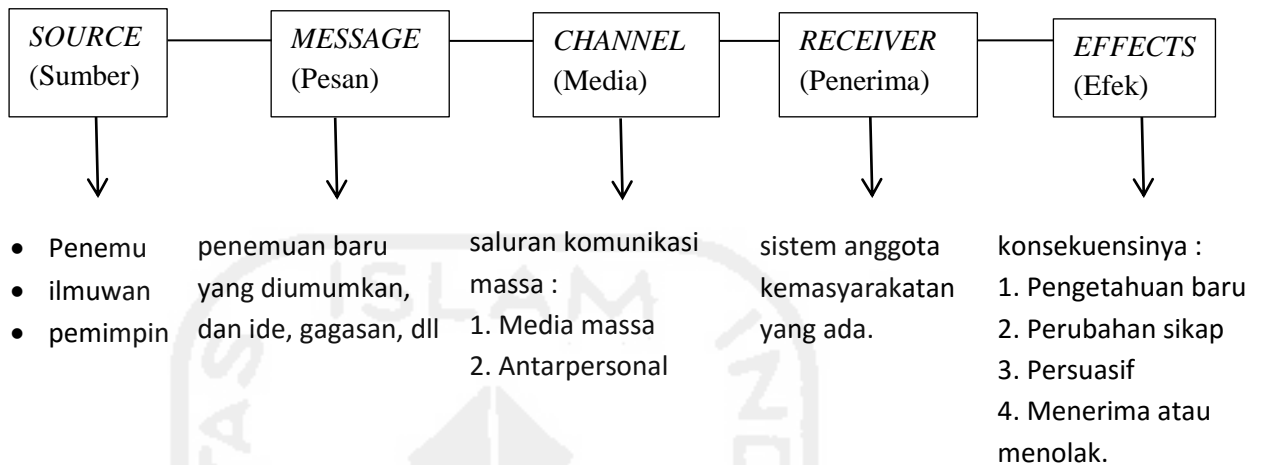 SOURCE
(Sumber)
MESSAGE
(Pesan)
CHANNEL
(Media)
RECEIVER
(Penerima)
EFFECTS
(Efek)
• Penemu
• ilmuwan
• pemimpin
penemuan baru
yang diumumkan,
dan ide, gagasan, dll
saluran komunikasi
massa :
1. Media massa
2. Antarpersonal
sistem anggota
kemasyarakatan
yang ada.
konsekuensinya :
1. Pengetahuan baru
2. Perubahan sikap
3. Persuasif
4. Menerima atau
menolak.
ISLAM